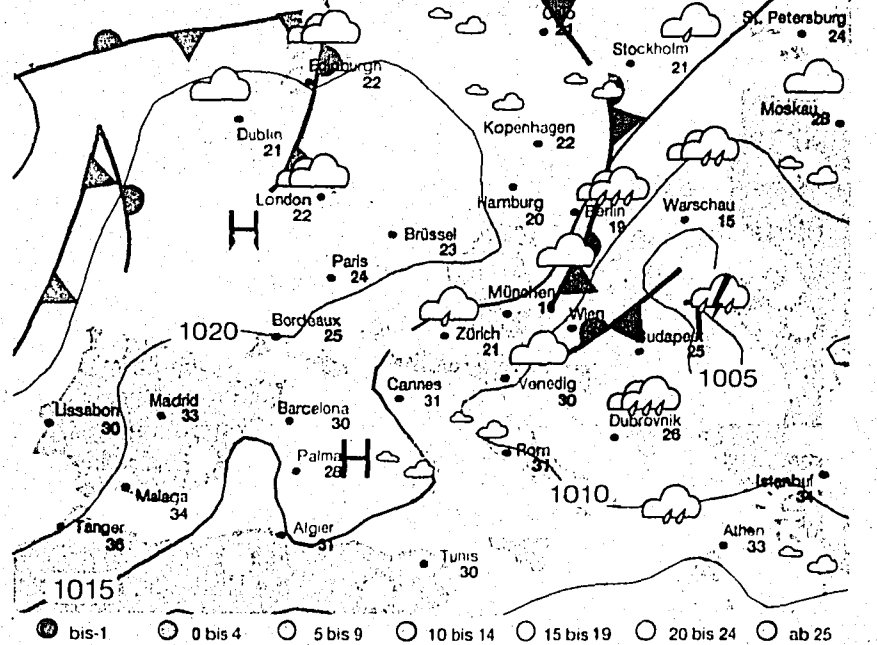 St. Petersburg
24
21
Stockholm
21
Edinburgh
22
Moskau
28
Dublin
21
Kopenhagen
22
London
22
Hamburg
20
Berlin
19
Warschau
15
H
Brüssel
23
Paris
24
München
Wien
1020
Bordeaux
25
Zürich
21
Budapest
25
1005
Cannes
31
Venedig
30
Lissabon
30
Madrid
33
Barcelona
30
Dubrovnik
26
Palma
28
H
Rom
31
Malaga
34
1010
Istanbul
34
Tanger
36
Algier
31
Athen
33
Tunis
30
1015
bis-1 0 bis 4 5 bis 9 10 bis 14 15 bis 19 20 bis 24 ab 25